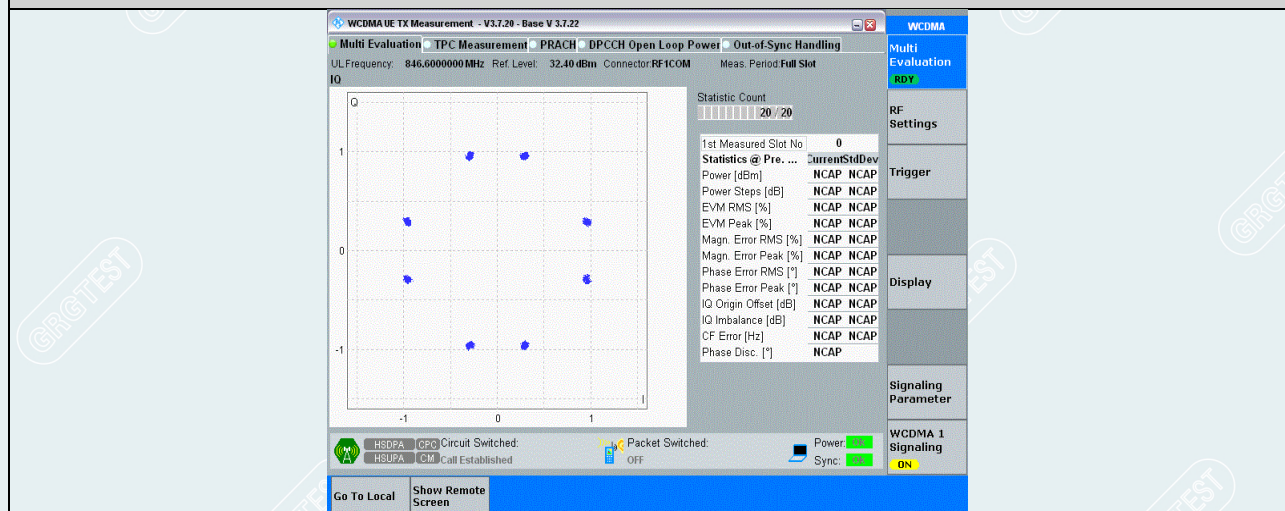 WCDMA UE TX Measurement - V3.7.20 - Base V 3.7.22
WCDMA
Multi Evaluation TPC Measurement PRACH DPCCH Open Loop Power Out-of-Sync Handling
UL Frequency: 846.6000000 MHz Ref. Level: 32.40 dBm Connector: RF1COM Meas. Period: Full Slot
IQ
Q
1
0
-1
-1 0 1
I
Statistic Count
20 / 20
1st Measured Slot No 0
Statistics @ Pre. ... Current StdDev
Power [dBm] NCAP NCAP
Power Steps [dB] NCAP NCAP
EVM RMS [%] NCAP NCAP
EVM Peak [%] NCAP NCAP
Magn. Error RMS [%] NCAP NCAP
Magn. Error Peak [%] NCAP NCAP
Phase Error RMS [°] NCAP NCAP
Phase Error Peak [°] NCAP NCAP
IQ Origin Offset [dB] NCAP NCAP
IQ Imbalance [dB] NCAP NCAP
CF Error [Hz] NCAP NCAP
Phase Disc. [°] NCAP
Multi
Evaluation
RDY
RF
Settings
Trigger
Display
Signaling
Parameter
WCDMA 1
Signaling
ON
HSDPA CPC Circuit Switched: Packet Switched: Power: OK
HSUPA CM Call Established OFF Sync: OK
Go To Local
Show Remote
Screen
GRGTEST
GRGTEST
GRGTEST